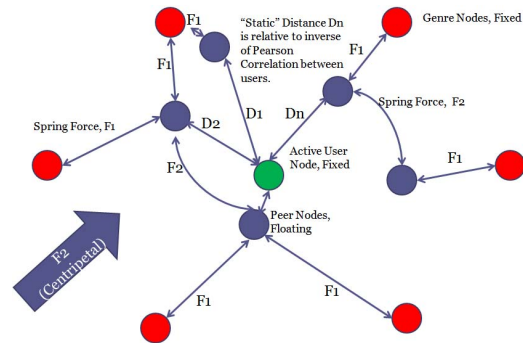 F1
"Static" Distance Dn
is relative to inverse
of Pearson
Correlation between
users.
Genre Nodes, Fixed
F1
F1
Spring Force, F1
D2
D1
Dn
Spring Force, F2
F2
Active User
Node, Fixed
F1
Peer Nodes,
Floating
F2
(Centripetal)
F1
F1